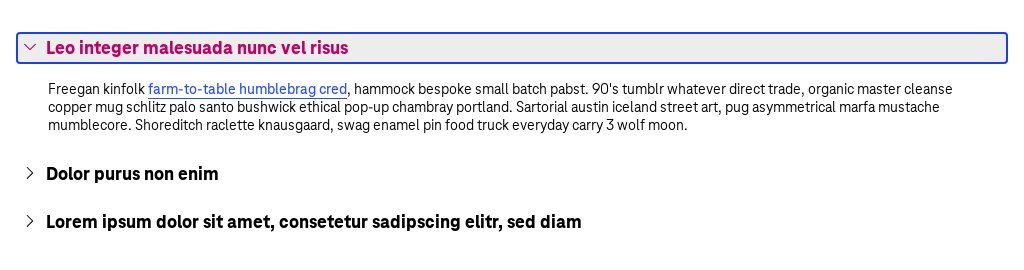 Leo integer malesuada nunc vel risus
Freegan kinfolk farm-to-table humblebrag cred, hammock bespoke small batch pabst. 90's tumblr whatever direct trade, organic master cleanse
copper mug schlitz palo santo bushwick ethical pop-up chambray portland. Sartorial austin iceland street art, pug asymmetrical marfa mustache
mumblecore. Shoreditch raclette knausgaard, swag enamel pin food truck everyday carry 3 wolf moon.
Dolor purus non enim
Lorem ipsum dolor sit amet, consetetur sadipscing elitr, sed diam